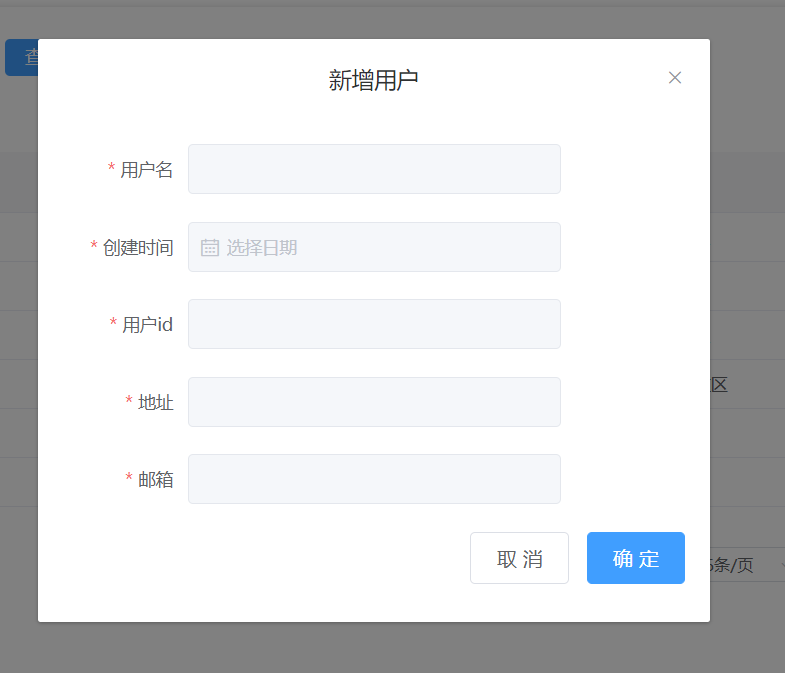 查
新增用户
* 用户名
* 创建时间
选择日期
* 用户id
* 地址
区
* 邮箱
取 消
确 定
5条/页